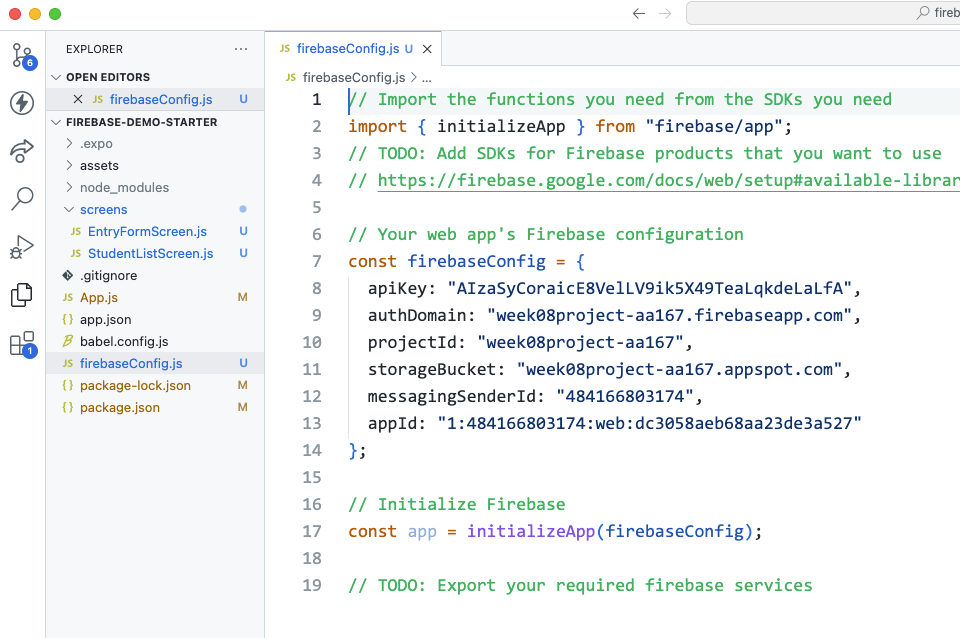 fireb
6
1
EXPLORER ...
OPEN EDITORS
JS firebaseConfig.js U
FIREBASE-DEMO-STARTER
.expo
assets
node_modules
screens
JS EntryFormScreen.js U
JS StudentListScreen.js U
.gitignore
JS App.js M
{} app.json
babel.config.js
JS firebaseConfig.js U
{} package-lock.json M
{} package.json M
JS firebaseConfig.js U
JS firebaseConfig.js > ...
1 // Import the functions you need from the SDKs you need
2 import { initializeApp } from "firebase/app";
3 // TODO: Add SDKs for Firebase products that you want to use
4 // https://firebase.google.com/docs/web/setup#available-librar
5
6 // Your web app's Firebase configuration
7 const firebaseConfig = {
8 apiKey: "AIzaSyCoraicE8VelLV9ik5X49TeaLqkdeLaLfA",
9 authDomain: "week08project-aa167.firebaseapp.com",
10 projectId: "week08project-aa167",
11 storageBucket: "week08project-aa167.appspot.com",
12 messagingSenderId: "484166803174",
13 appId: "1:484166803174:web:dc3058aeb68aa23de3a527"
14 };
15
16 // Initialize Firebase
17 const app = initializeApp(firebaseConfig);
18
19 // TODO: Export your required firebase services